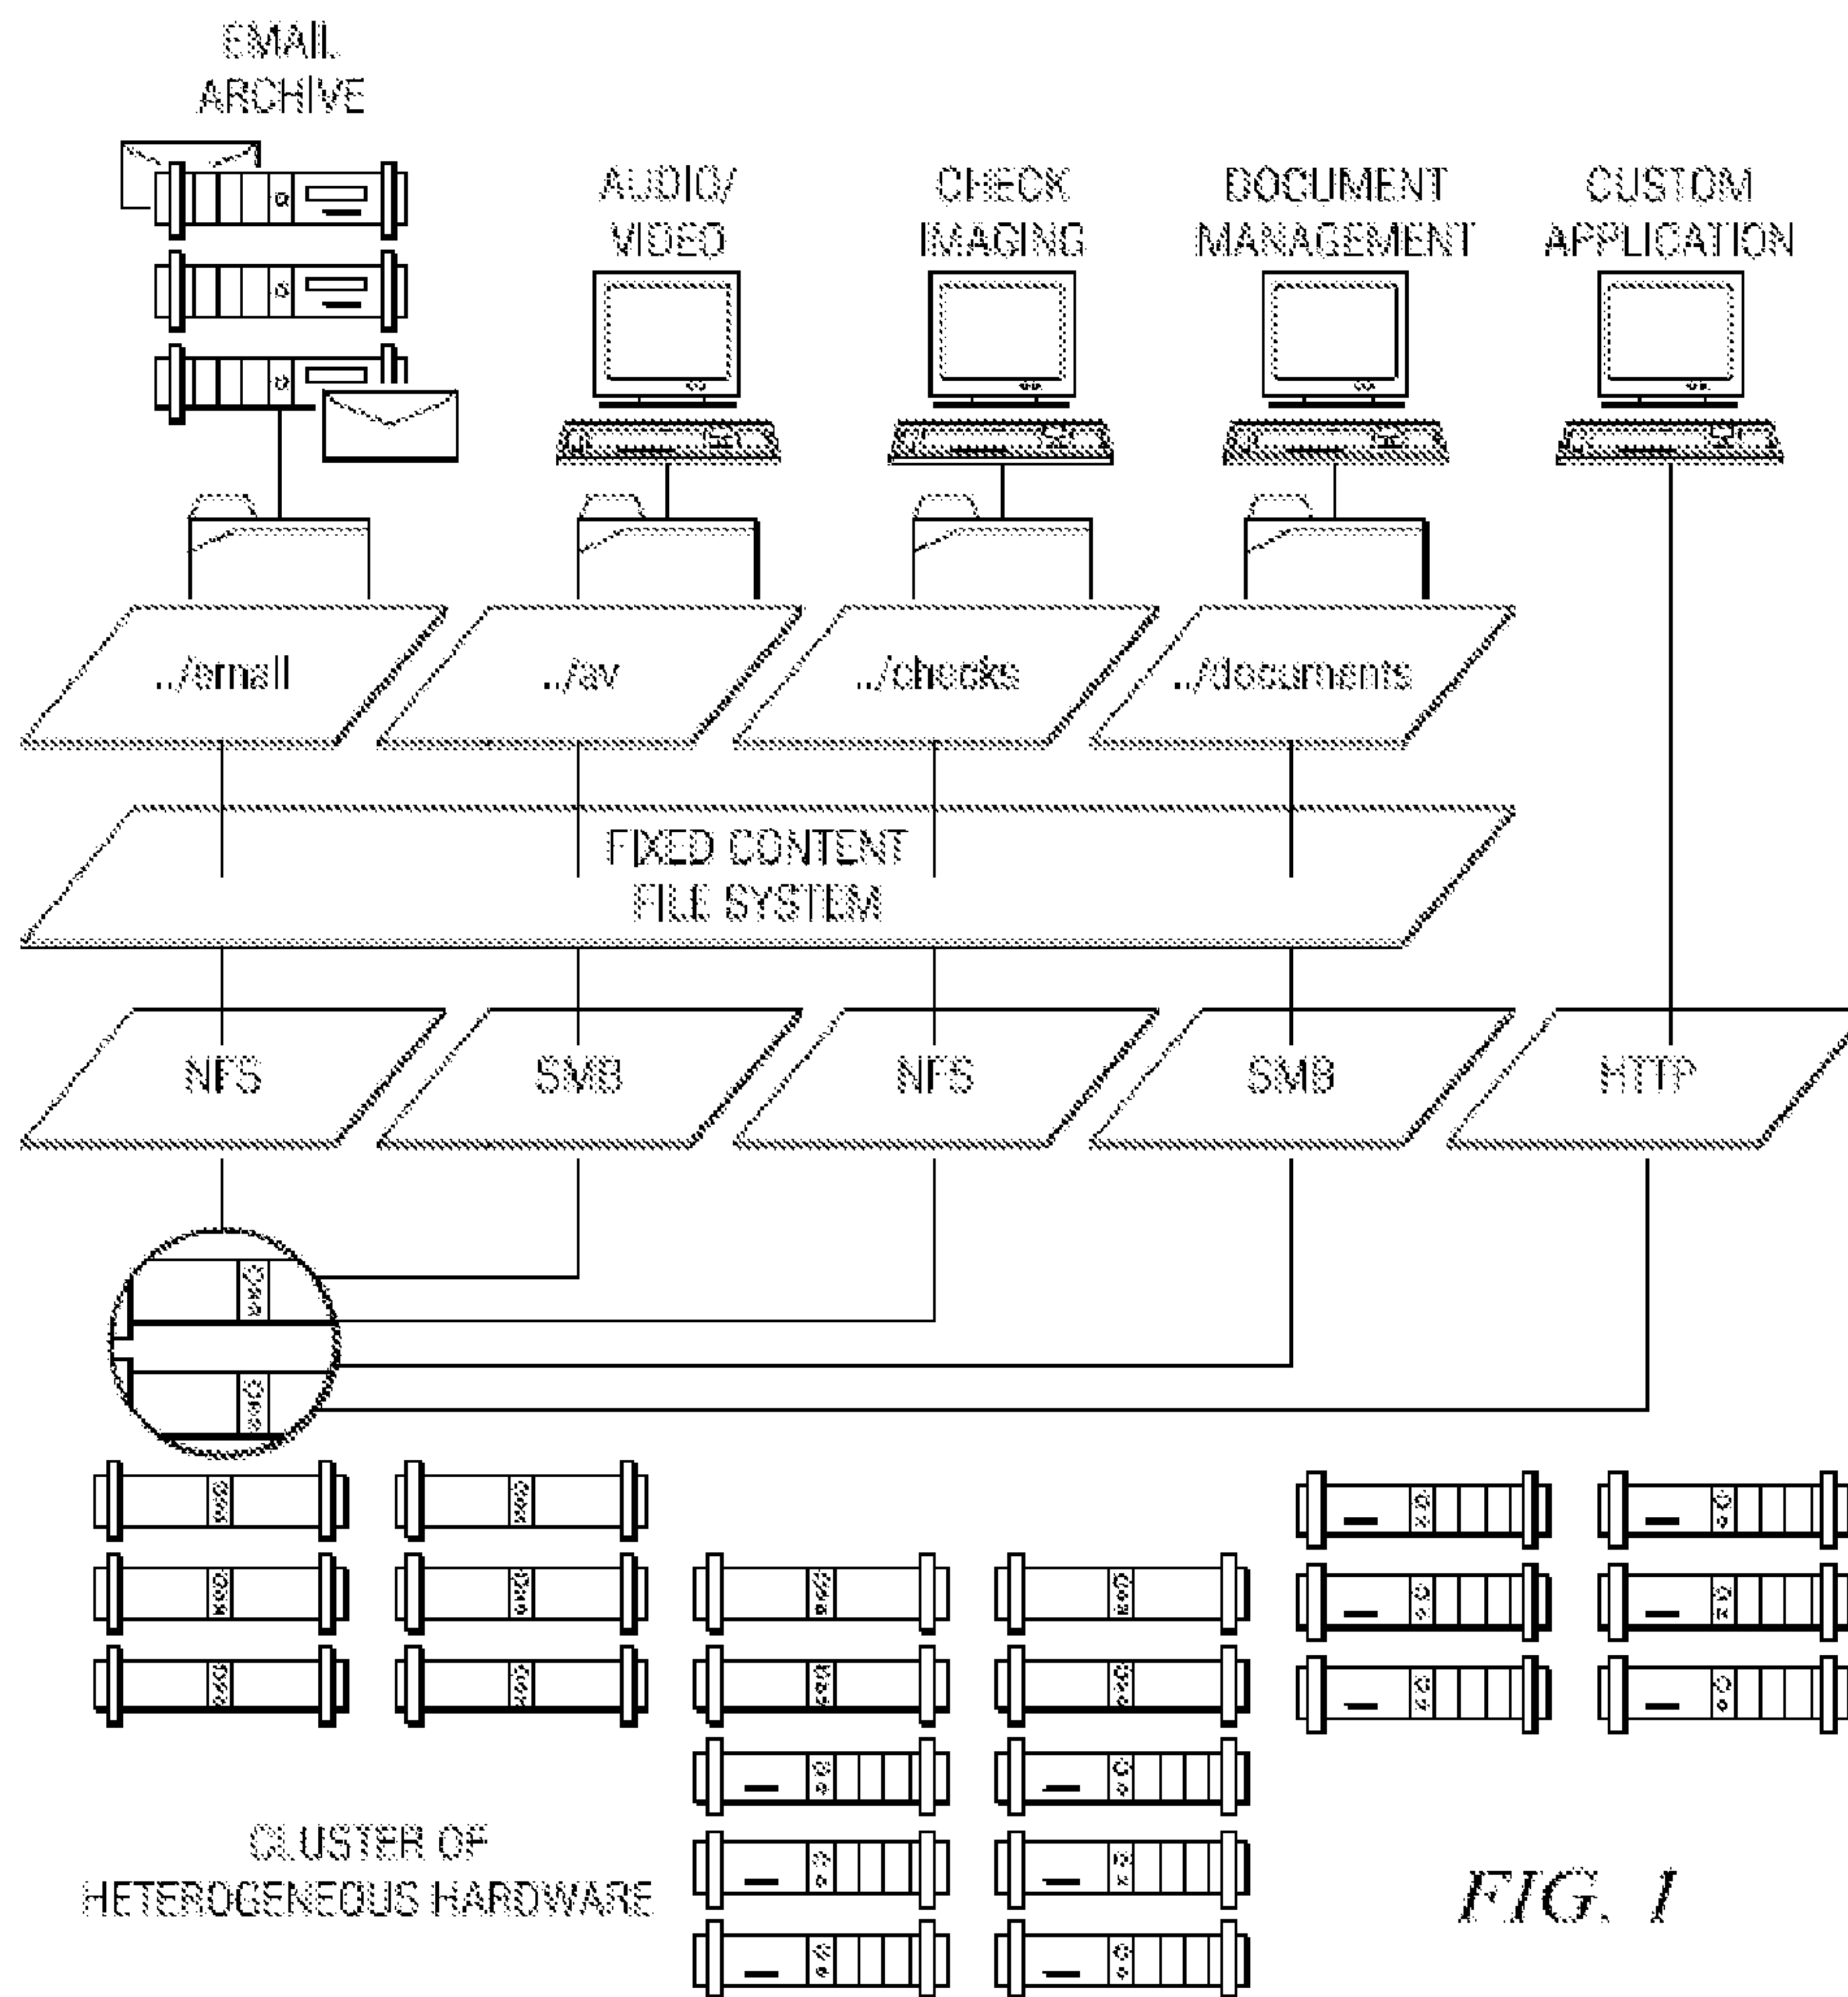 EMAIL
ARCHIVE
AUDIO/
VIDEO
CHECK
IMAGING
DOCUMENT
MANAGEMENT
CUSTOM
APPLICATION
../email
../av
../checks
../documents
FIXED CONTENT
FILE SYSTEM
NFS
SMB
NFS
SMB
HTTP
CLUSTER OF
HETEROGENEOUS HARDWARE
FIG. 1